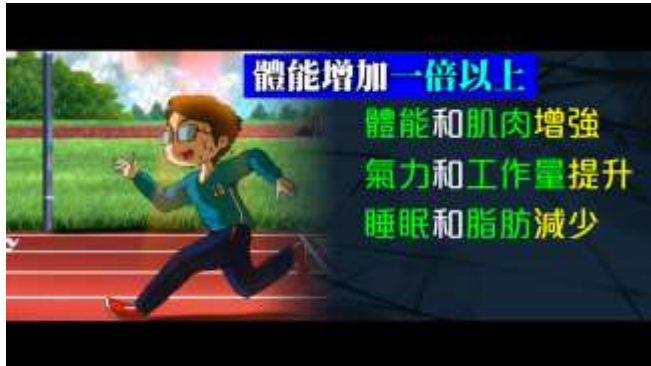 體能增加一倍以上
體能和肌肉增強
氣力和工作量提升
睡眠和脂肪減少